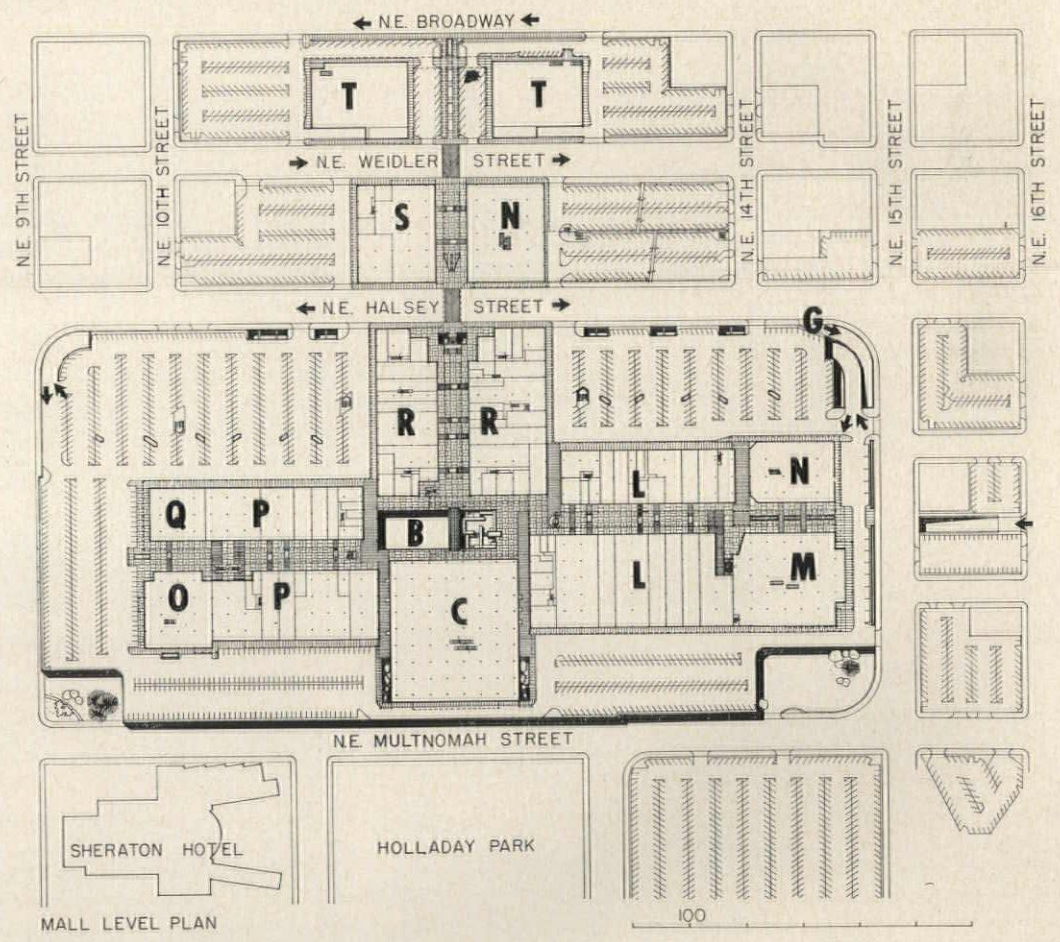 N.E. BROADWAY
T T
N.E. 9TH STREET
N.E. 10TH STREET
N.E. 14TH STREET
N.E. 15TH STREET
N.E. 16TH STREET
N.E. WEIDLER STREET
S N
N.E. HALSEY STREET
G
R R
L N
Q P
B
O P C L M
N.E. MULTNOMAH STREET
SHERATON HOTEL
HOLLADAY PARK
MALL LEVEL PLAN
100